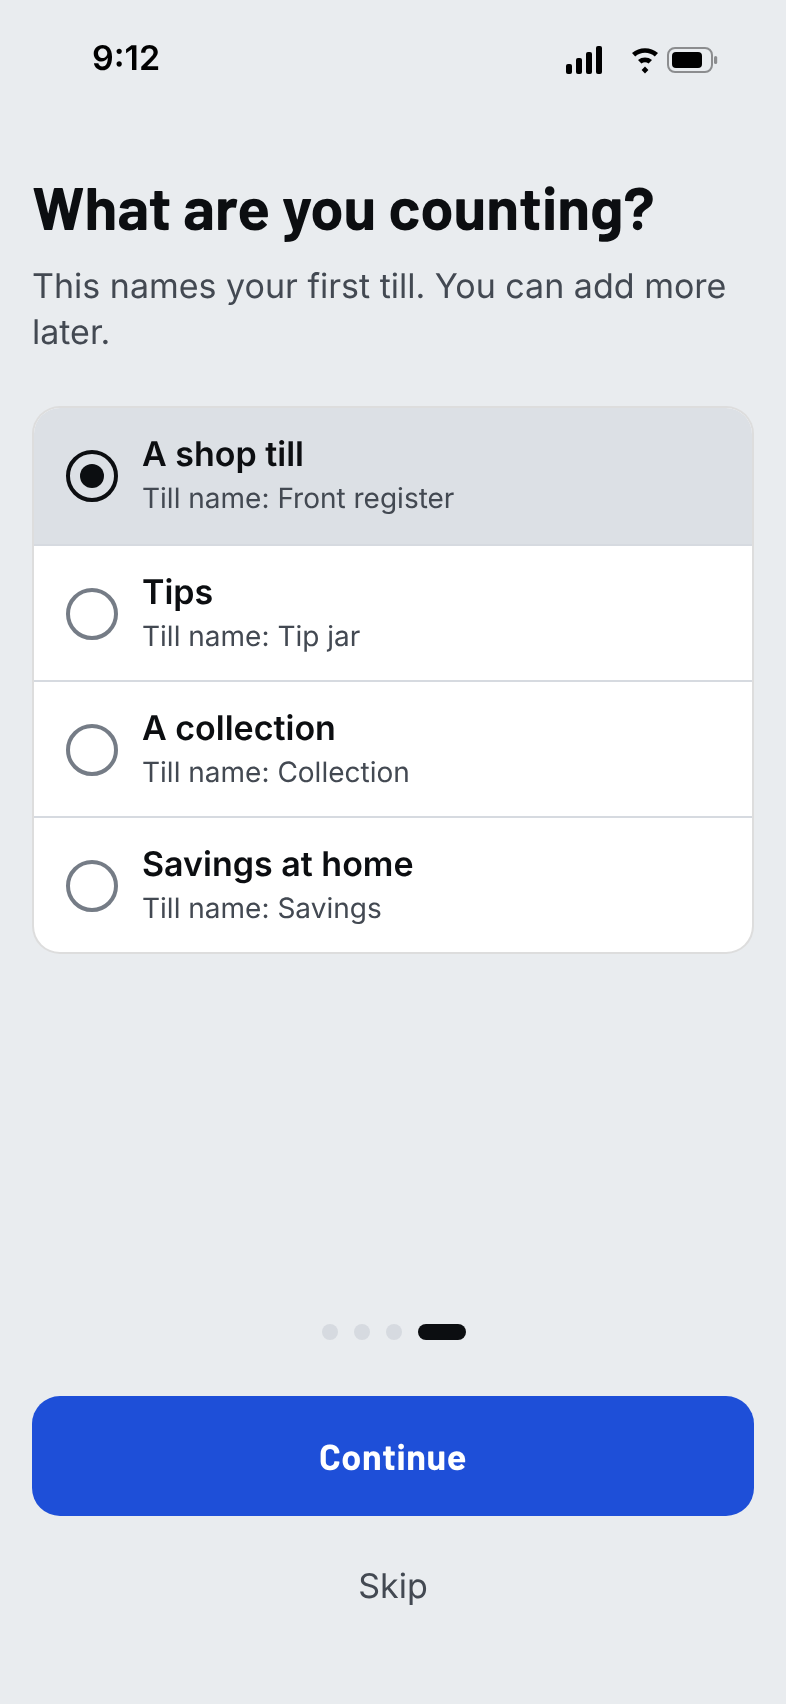 9:12
What are you counting?
This names your first till. You can add more
later.
A shop till
Till name: Front register
Tips
Till name: Tip jar
A collection
Till name: Collection
Savings at home
Till name: Savings
Continue
Skip